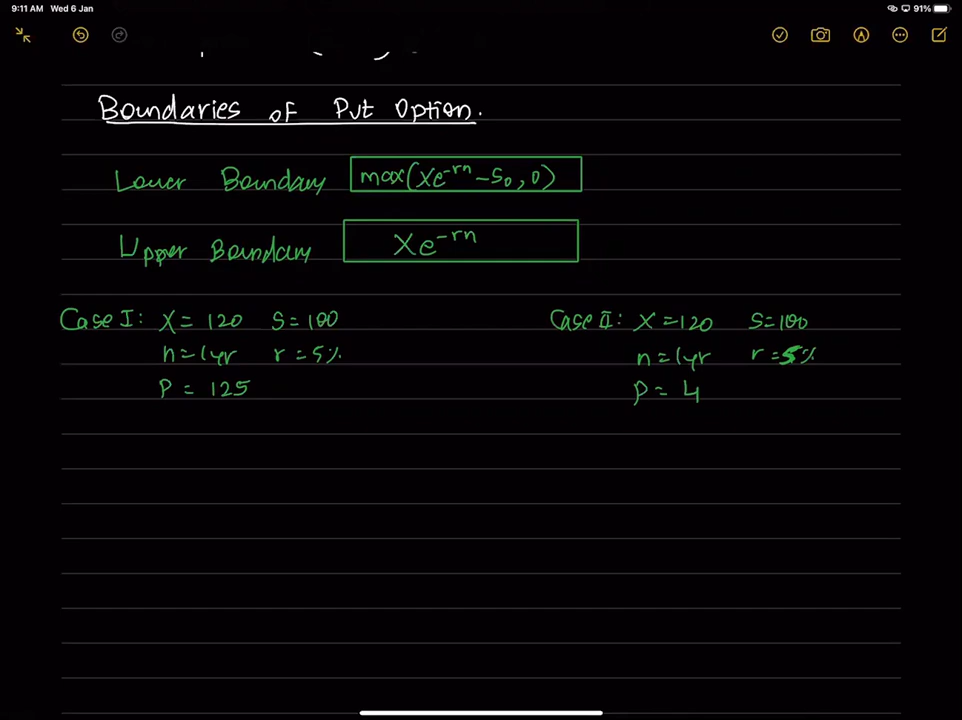 9:11 AM Wed 6 Jan 91%
Boundaries of Put Option.
Lower Boundary max(Xe^-rn - S₀, 0)
Upper Boundary Xe^-rn
Case I: X = 120 S = 100
n = 1yr r = 5%
P = 125
Case II: X = 120 S = 100
n = 1yr r = 5%
P = 4